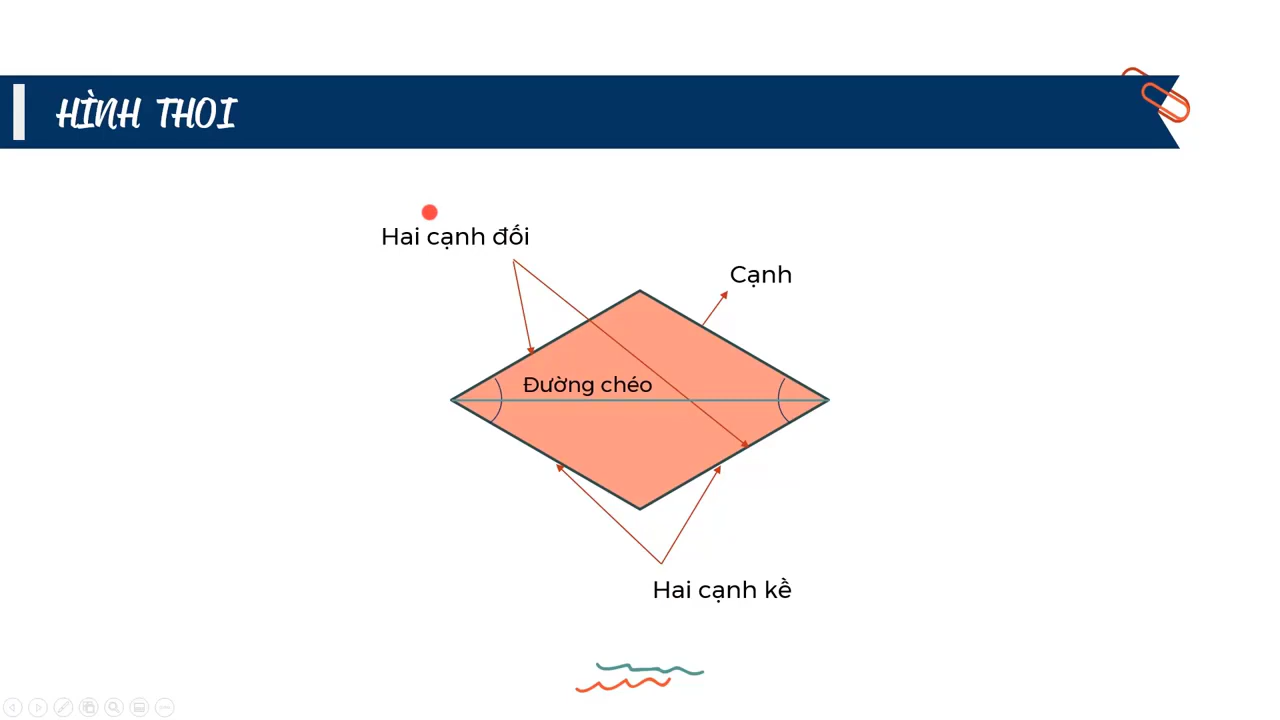 HÌNH THOI
Hai cạnh đối
Cạnh
Đường chéo
Hai cạnh kề